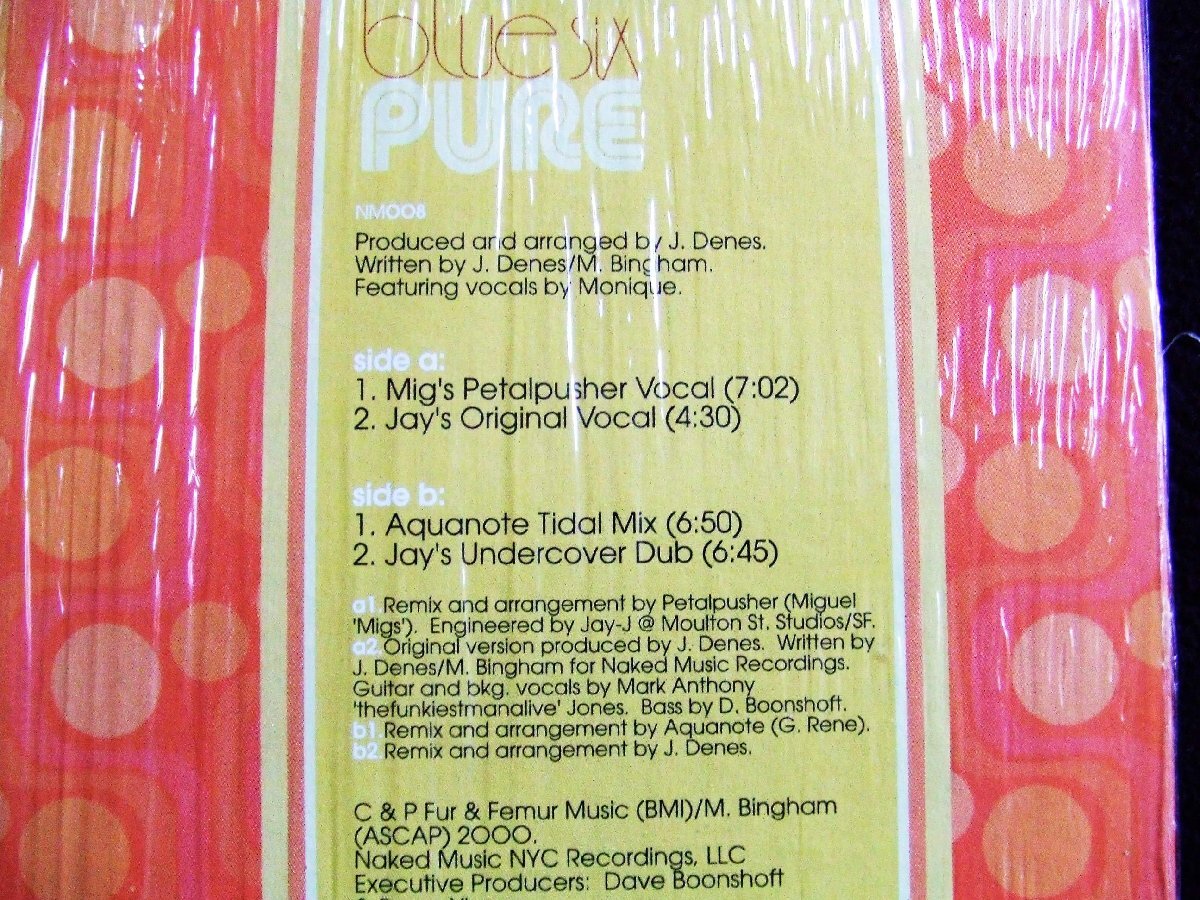 blue six
PURE
NM008
Produced and arranged by J. Denes.
Written by J. Denes/M. Bingham.
Featuring vocals by Monique.
side a:
1. Mig's Petalpusher Vocal (7:02)
2. Jay's Original Vocal (4:30)
side b:
1. Aquanote Tidal Mix (6:50)
2. Jay's Undercover Dub (6:45)
a1 Remix and arrangement by Petalpusher (Miguel
'Migs'). Engineered by Jay-J @ Moulton St. Studios/SF.
a2 Original version produced by J. Denes. Written by
J. Denes/M. Bingham for Naked Music Recordings.
Guitar and bkg. vocals by Mark Anthony
'thefunkiestmanalive' Jones. Bass by D. Boonshoft.
b1 Remix and arrangement by Aquanote (G. Rene).
b2 Remix and arrangement by J. Denes.
C & P Fur & Femur Music (BMI)/M. Bingham
(ASCAP) 2000.
Naked Music NYC Recordings, LLC
Executive Producers: Dave Boonshoft